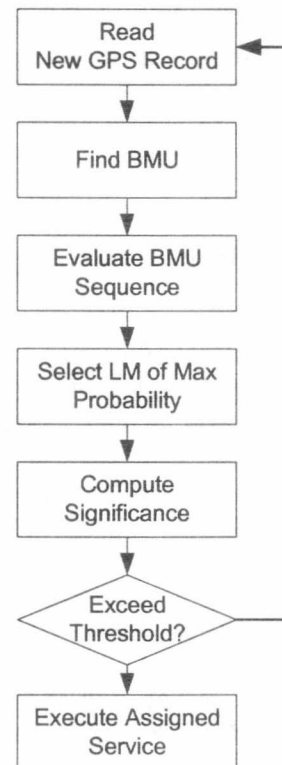 Read
New GPS Record
Find BMU
Evaluate BMU
Sequence
Select LM of Max
Probability
Compute
Significance
Exceed
Threshold?
Execute Assigned
Service